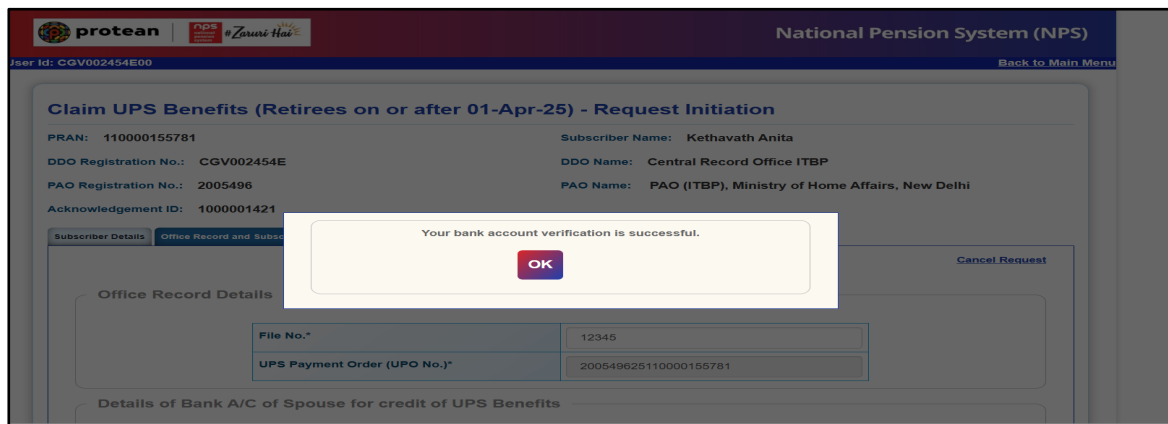 protean nps national pension system #Zaruri Hai National Pension System (NPS)
User Id: CGV002454E00 Back to Main Menu
Claim UPS Benefits (Retirees on or after 01-Apr-25) - Request Initiation
PRAN: 110000155781 Subscriber Name: Kethavath Anita
DDO Registration No.: CGV002454E DDO Name: Central Record Office ITBP
PAO Registration No.: 2005496 PAO Name: PAO (ITBP), Ministry of Home Affairs, New Delhi
Acknowledgement ID: 1000001421
Subscriber Details Office Record and Subsc
Your bank account verification is successful.
OK
Cancel Request
Office Record Details
File No.* 12345
UPS Payment Order (UPO No.)* 200549625110000155781
Details of Bank A/C of Spouse for credit of UPS Benefits